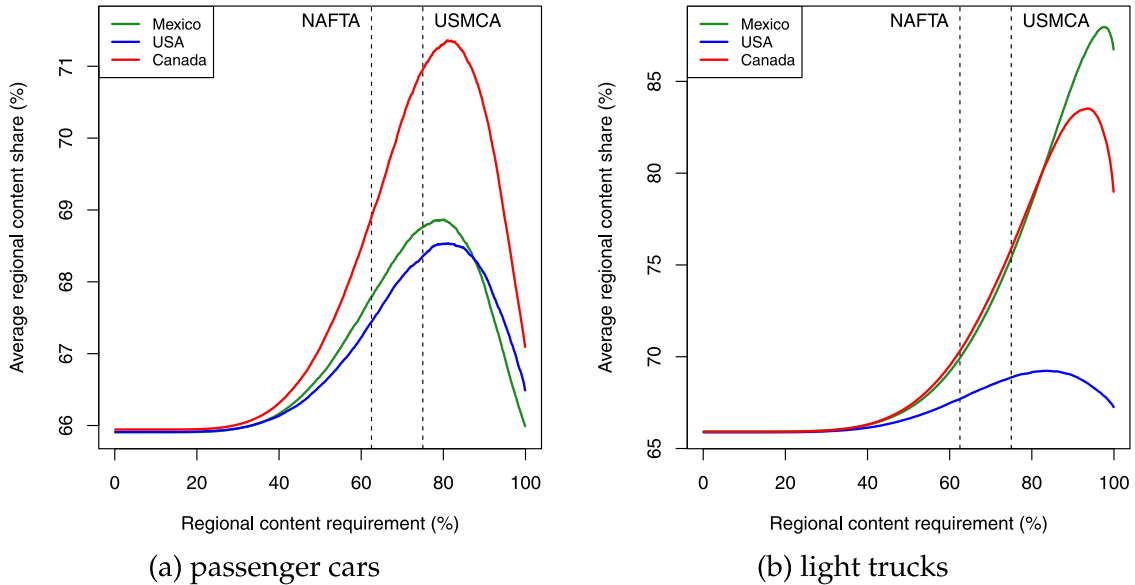 NAFTA USMCA
Mexico
USA
Canada
Average regional content share (%)
71
70
69
68
67
66
0 20 40 60 80 100
Regional content requirement (%)
(a) passenger cars
NAFTA USMCA
Mexico
USA
Canada
Average regional content share (%)
85
80
75
70
65
0 20 40 60 80 100
Regional content requirement (%)
(b) light trucks